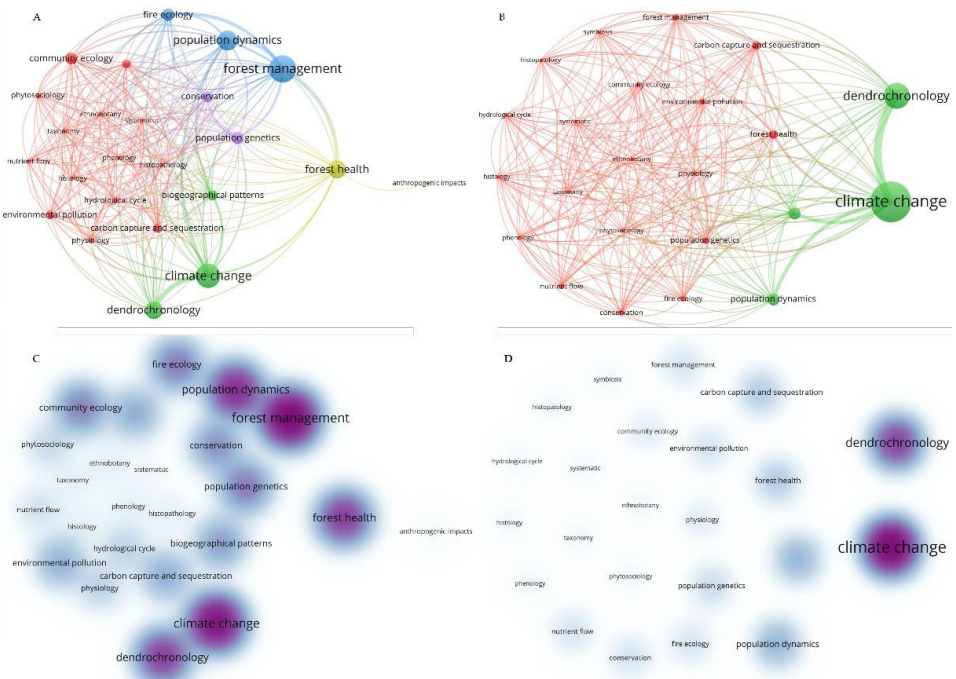 A
fire ecology
population dynamics
community ecology
forest management
phytosociology
conservation
ethnobotany
sistematuc
taxonomy
population genetics
phenology
nutrient flow
histopathology
forest health
histology
anthropogenic impacts
biogeographical patterns
hydrological cycle
environmental pollution
carbon capture and sequestration
physiology
climate change
dendrochronology
B
forest management
symbiosis
carbon capture and sequestration
histopatology
community ecology
dendrochronology
environmental pollution
hydrological cycle
systematic
forest health
ethnobotany
physiology
histology
taxonomy
climate change
phytosociology
phenology
population genetics
nutrient flow
fire ecology
population dynamics
conservation
C
fire ecology
population dynamics
community ecology
forest management
phytosociology
conservation
ethnobotany
sistematuc
taxonomy
population genetics
phenology
nutrient flow
histopathology
forest health
histology
anthropogenic impacts
biogeographical patterns
hydrological cycle
environmental pollution
carbon capture and sequestration
physiology
climate change
dendrochronology
D
forest management
symbiosis
carbon capture and sequestration
histopatology
community ecology
dendrochronology
environmental pollution
hydrological cycle
systematic
forest health
ethnobotany
physiology
histology
taxonomy
climate change
phytosociology
phenology
population genetics
nutrient flow
fire ecology
population dynamics
conservation